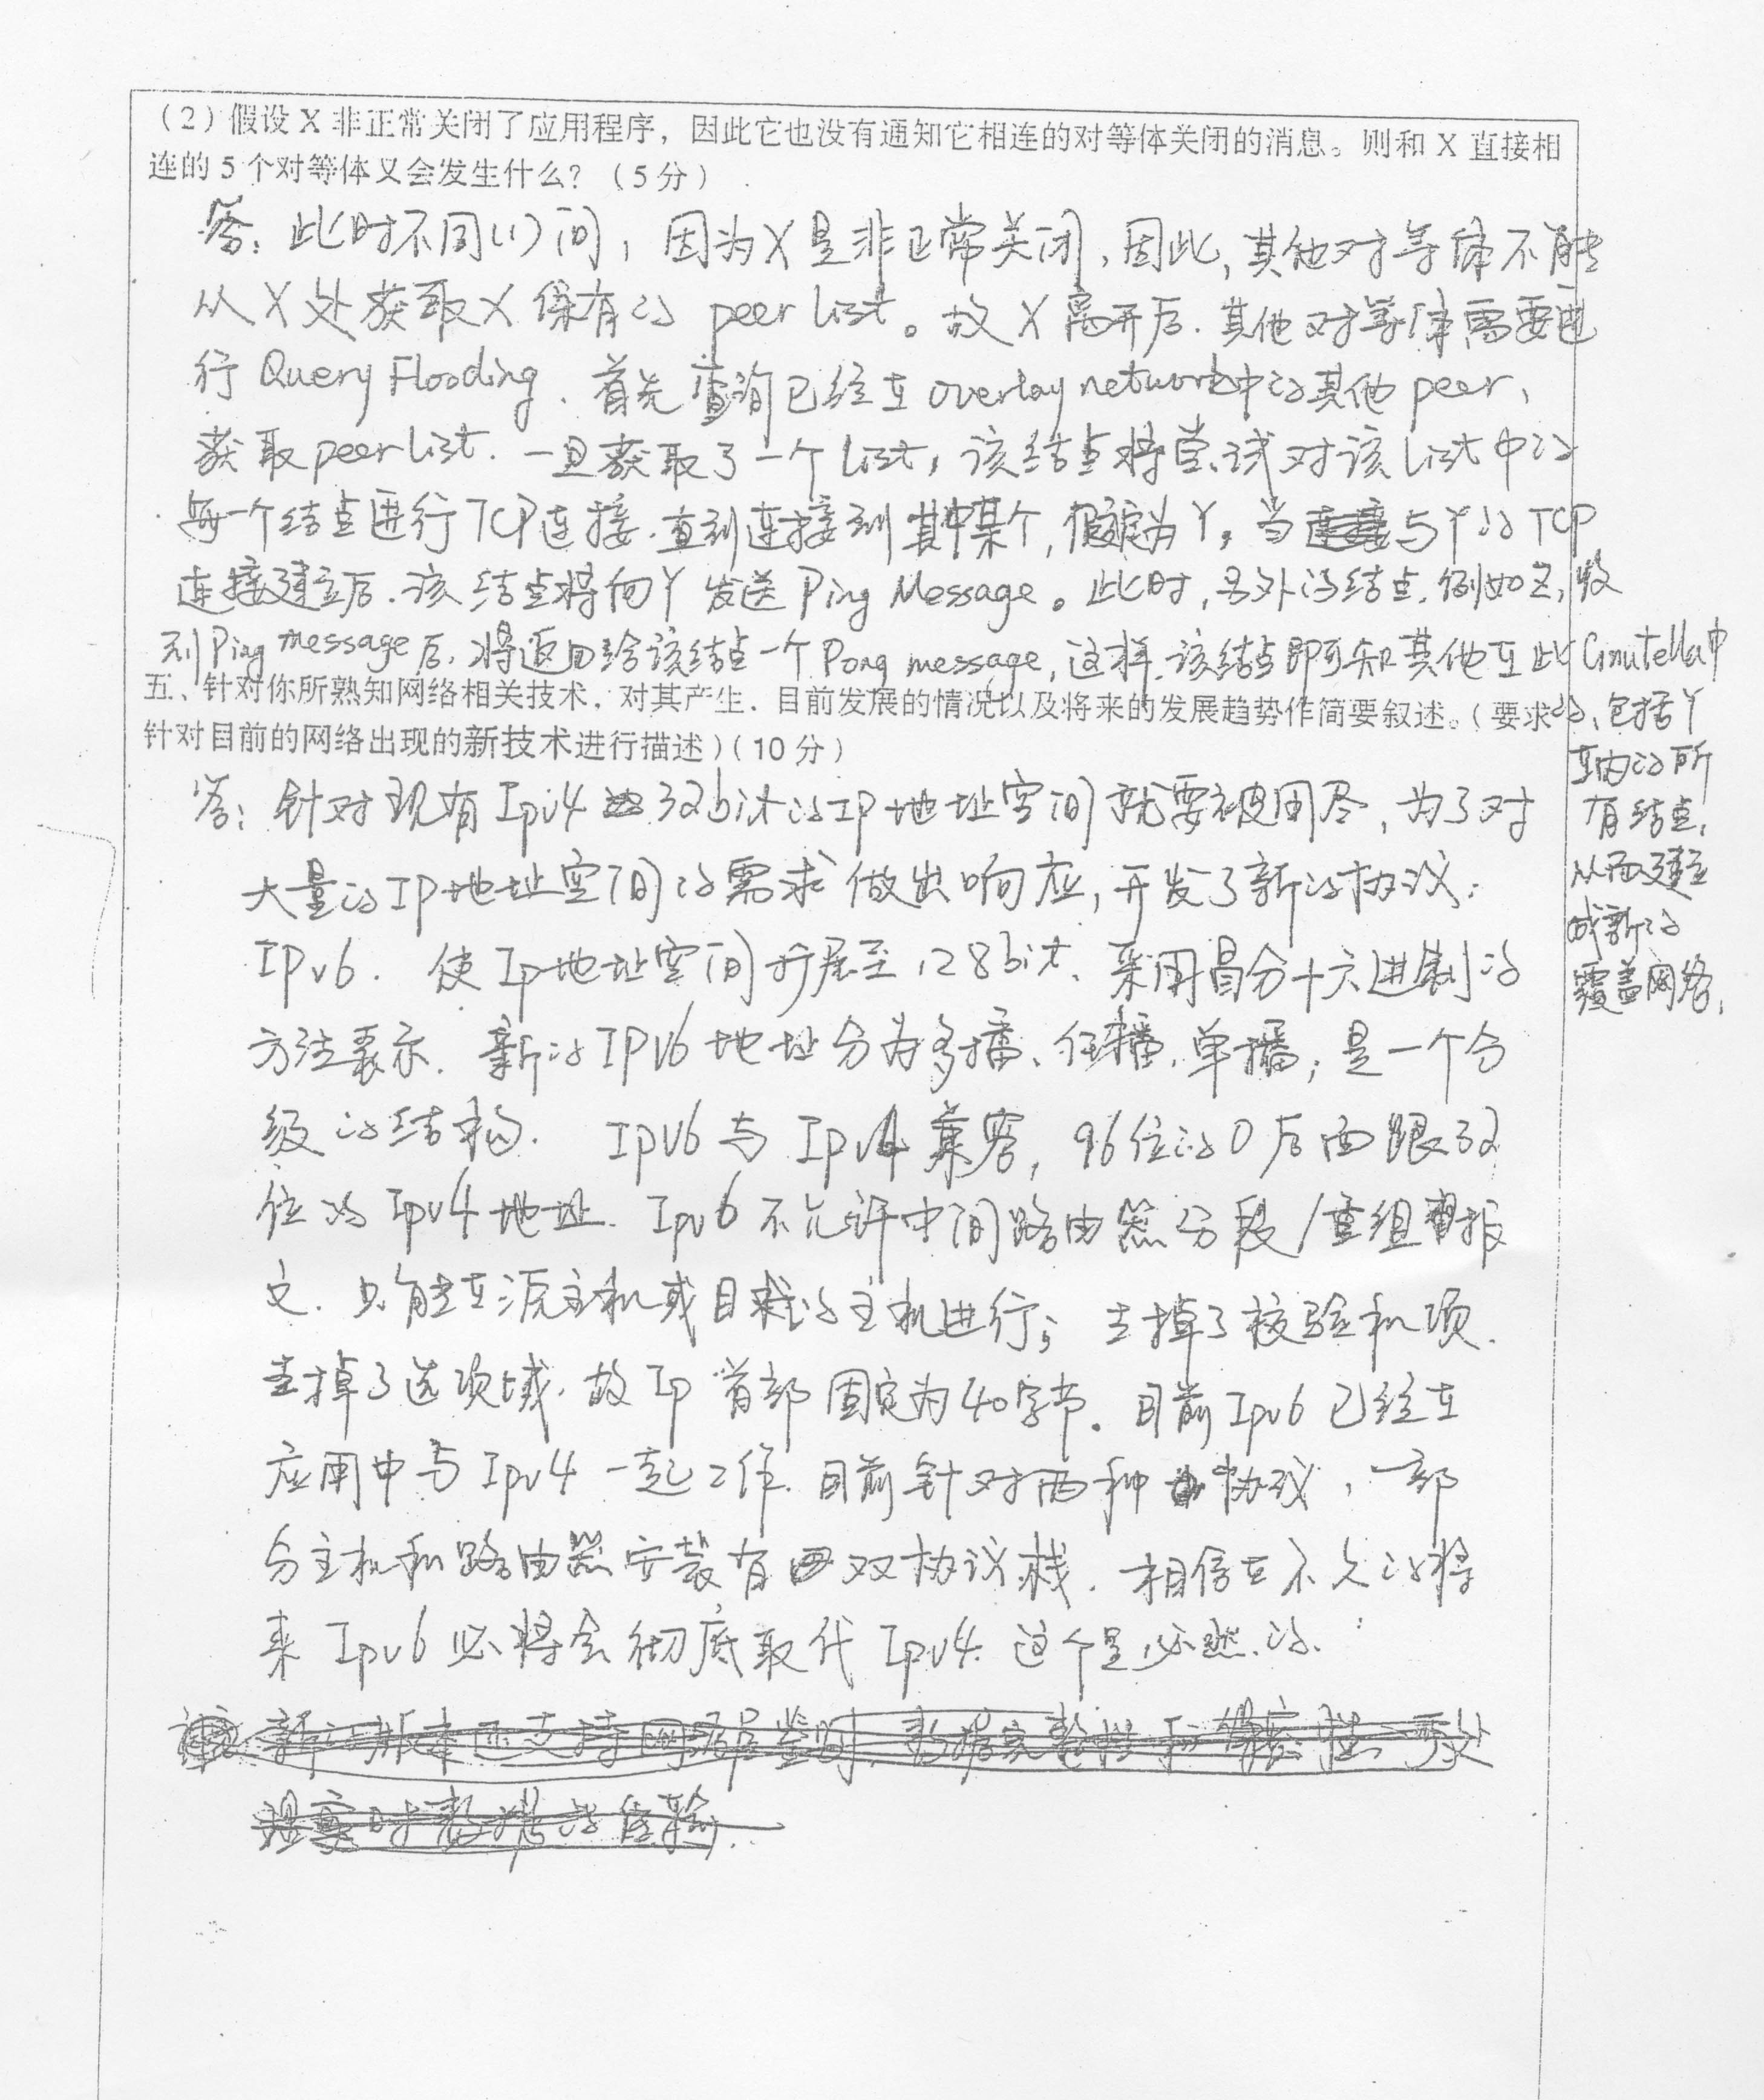 （2）假设 X 非正常关闭了应用程序，因此它也没有通知它相连的对等体关闭的消息。则和 X 直接相
连的 5 个对等体又会发生什么？（5 分）
答：此时不同(1)问，因为X是非正常关闭，因此，其他对等体不能
从X处获取X保有的 peer list。故X离开后．其他对等体需要进
行 Query Flooding．首先查询已经在overlay network中的其他 peer，
获取peer list．一旦获取了一个 list，该结点将尝试对该 list 中的
每一个结点进行TCP连接．直到连接到其中某个，假定为Y。当与Y的TCP
连接建立后．该结点将向Y发送 Ping Message。此时，另外的结点，例如Z，收
到Ping message后，将返回给该结点一个Pong message，这样，该结点即可知其他在此Gnutella中
的、包括Y
在内的所
有结点，
从而建立
成新的
覆盖网络．
五、针对你所熟知网络相关技术，对其产生、目前发展的情况以及将来的发展趋势作简要叙述。（要求
针对目前的网络出现的新技术进行描述）（10 分）
答：针对现有Ipv4 32bit的IP地址空间就要被用尽，为了对
大量的IP地址空间的需求做出响应，开发了新的协议：
IPv6．使Ip地址空间扩展至128bit、采用冒分十六进制的
方法表示．新的IPV6地址分为多播、任播、单播；是一个分
级的结构．IpV6与IpV4兼容，96位的0后面跟32
位的Ipv4地址．Ipv6不允许中间路由器分段/重组报
文．只能在源主机或目的主机进行；去掉了校验和项．
去掉了选项域．故Ip首部固定为40字节。目前Ipv6已经在
应用中与Ipv4一起工作．目前针对两种协议，一部
分主机和路由器安装有双协议栈．相信在不久的将
来Ipv6必将会彻底取代Ipv4．这个是必然的．